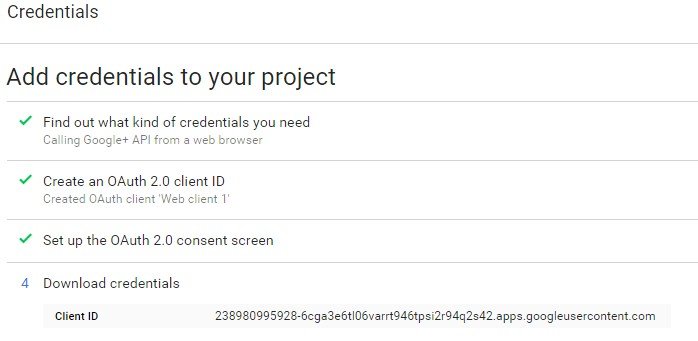 Credentials
Add credentials to your project
Find out what kind of credentials you need
Calling Google+ API from a web browser
Create an OAuth 2.0 client ID
Created OAuth client 'Web client 1'
Set up the OAuth 2.0 consent screen
4 Download credentials
Client ID 238980995928-6cga3e6tl06varrt946tpsi2r94q2s42.apps.googleusercontent.com